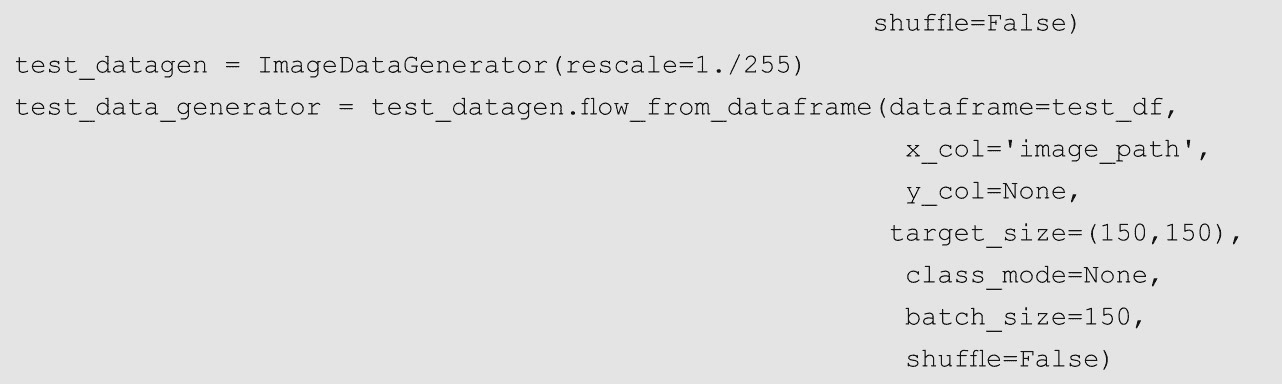 shuffle=False)
test_datagen = ImageDataGenerator(rescale=1./255)
test_data_generator = test_datagen.flow_from_dataframe(dataframe=test_df,
x_col='image_path',
y_col=None,
target_size=(150,150),
class_mode=None,
batch_size=150,
shuffle=False)